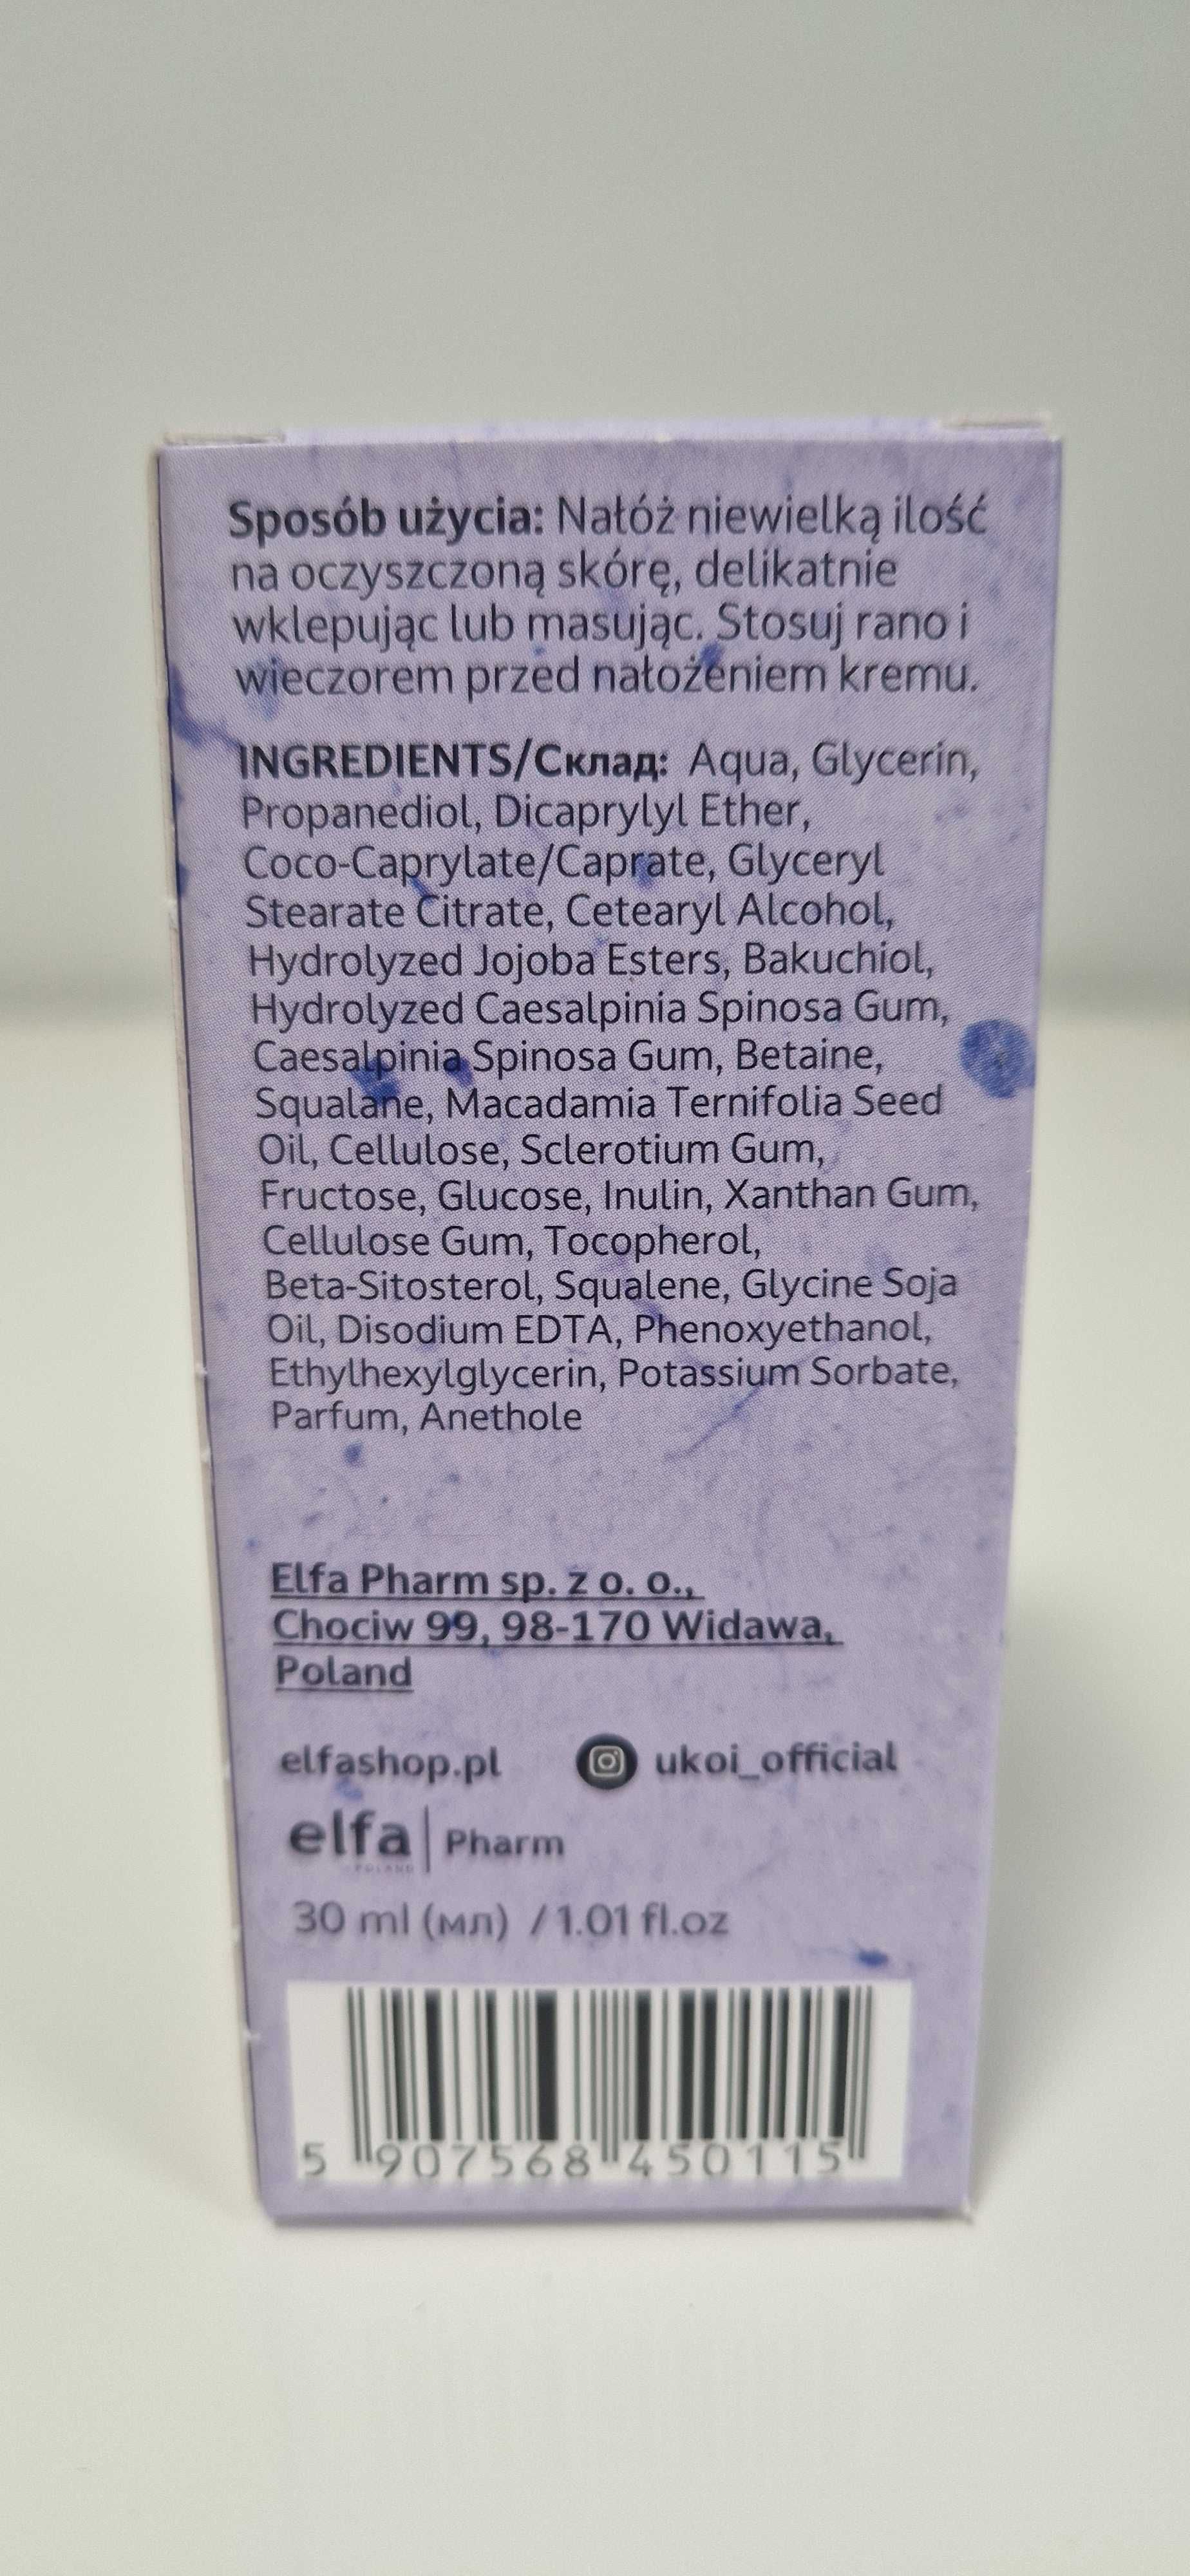 Sposób użycia: Nałóż niewielką ilość
na oczyszczoną skórę, delikatnie
wklepując lub masując. Stosuj rano i
wieczorem przed nałożeniem kremu.
INGREDIENTS/Склад: Aqua, Glycerin,
Propanediol, Dicaprylyl Ether,
Coco-Caprylate/Caprate, Glyceryl
Stearate Citrate, Cetearyl Alcohol,
Hydrolyzed Jojoba Esters, Bakuchiol,
Hydrolyzed Caesalpinia Spinosa Gum,
Caesalpinia Spinosa Gum, Betaine,
Squalane, Macadamia Ternifolia Seed
Oil, Cellulose, Sclerotium Gum,
Fructose, Glucose, Inulin, Xanthan Gum,
Cellulose Gum, Tocopherol,
Beta-Sitosterol, Squalene, Glycine Soja
Oil, Disodium EDTA, Phenoxyethanol,
Ethylhexylglycerin, Potassium Sorbate,
Parfum, Anethole
Elfa Pharm sp. z o. o.,
Chociw 99, 98-170 Widawa,
Poland
elfashop.pl ukoi_official
elfa | Pharm
30 ml (мл) / 1.01 fl.oz
5 907568 450115